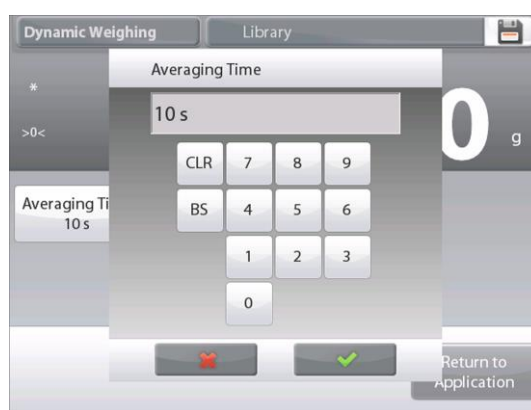 Dynamic Weighing
Library
Averaging Time
*
10 s
>0<
0
g
CLR 7 8 9
Averaging Ti
10 s
BS 4 5 6
1 2 3
0
Return to
Application